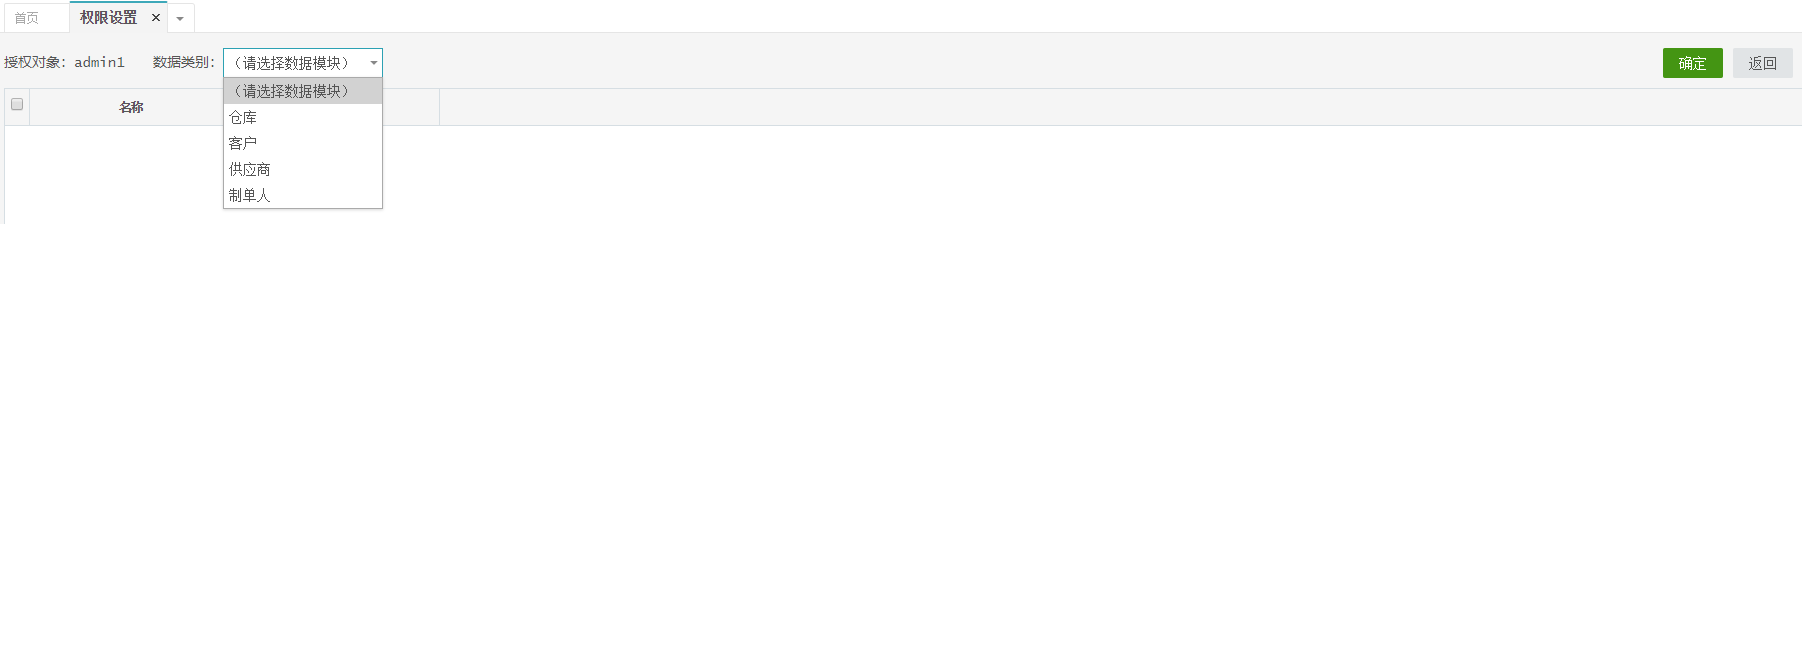 首页 权限设置 ×
授权对象：admin1 数据类别： （请选择数据模块） 确定 返回
名称
（请选择数据模块）
仓库
客户
供应商
制单人